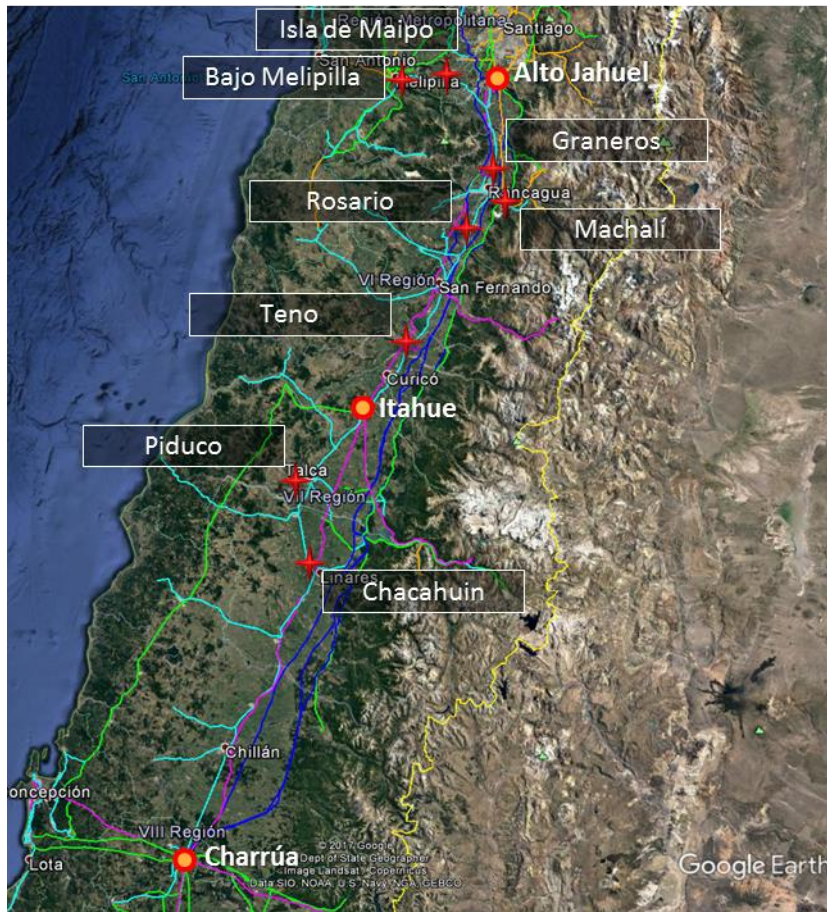 Región Metropolitana
Isla de Maipo
Santiago
San Antonio
San Antonio
Bajo Melipilla
Melipilla
Alto Jahuel
Graneros
Rosario
Rancagua
Machalí
VI Región
San Fernando
Teno
Curicó
Itahue
Piduco
Talca
VII Región
Linares
Chacahuin
Chillán
oncepción
VIII Región
Charrúa
Lota
© 2017 Google
Dept of State Geographer
Image Landsat / Copernicus
Data SIO, NOAA, U.S. Navy, NGA, GEBCO
Google Earth